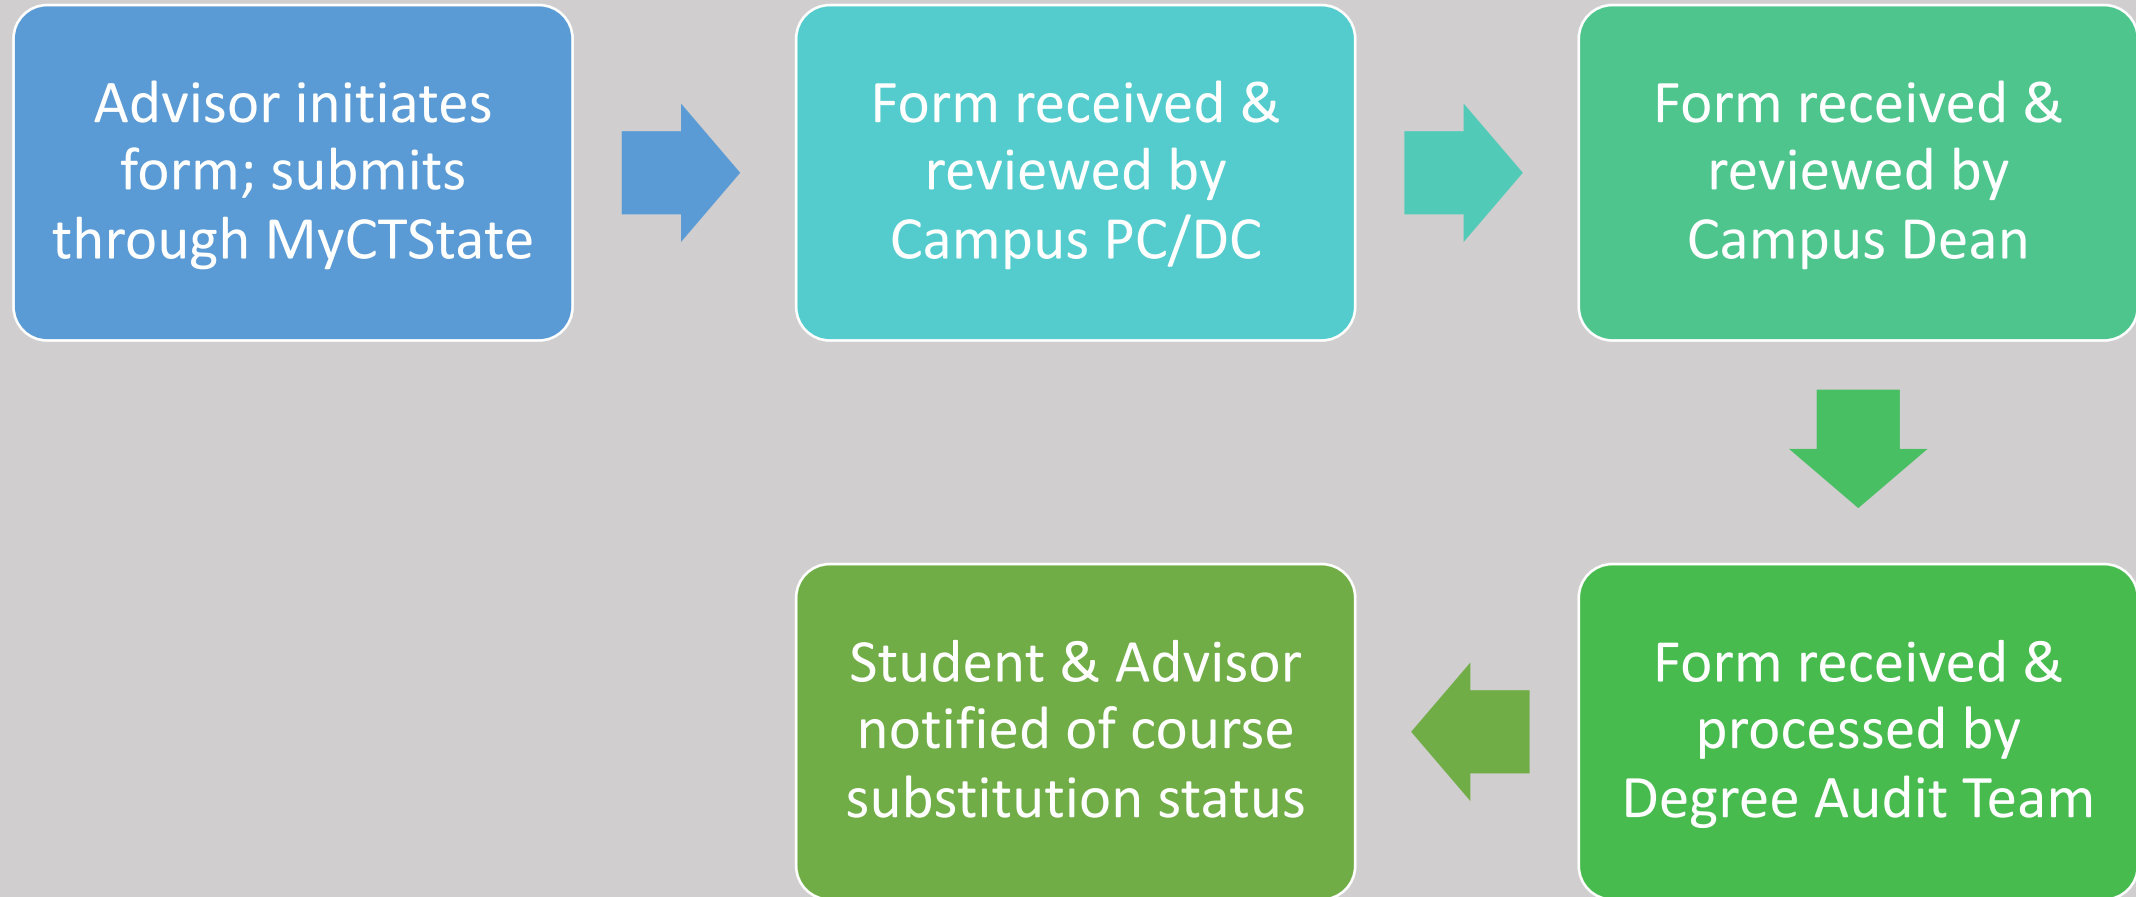 Advisor initiates
form; submits
through MyCTState
Form received &
reviewed by
Campus PC/DC
Form received &
reviewed by
Campus Dean
Form received &
processed by
Degree Audit Team
Student & Advisor
notified of course
substitution status